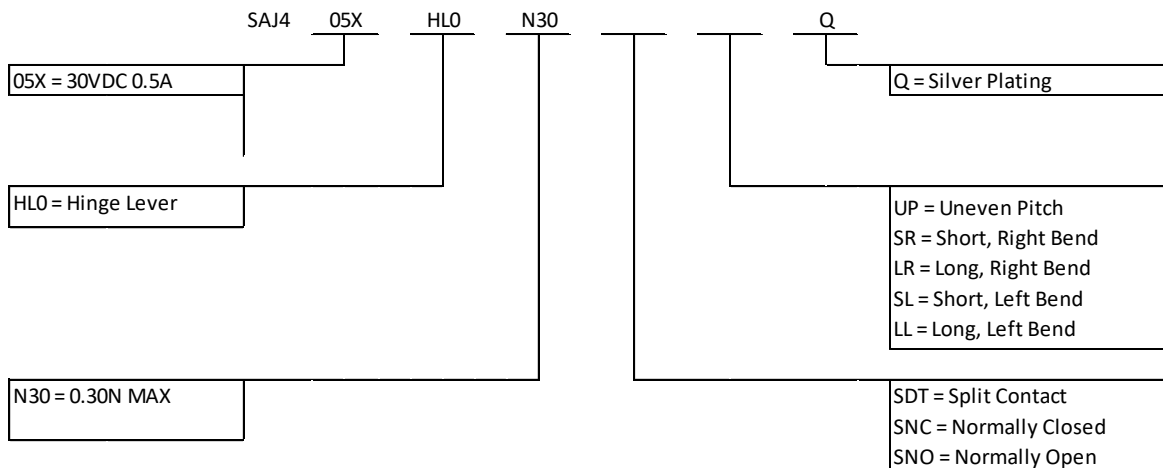 SAJ4 05X HL0 N30 Q
05X = 30VDC 0.5A
Q = Silver Plating
HL0 = Hinge Lever
UP = Uneven Pitch
SR = Short, Right Bend
LR = Long, Right Bend
SL = Short, Left Bend
LL = Long, Left Bend
N30 = 0.30N MAX
SDT = Split Contact
SNC = Normally Closed
SNO = Normally Open